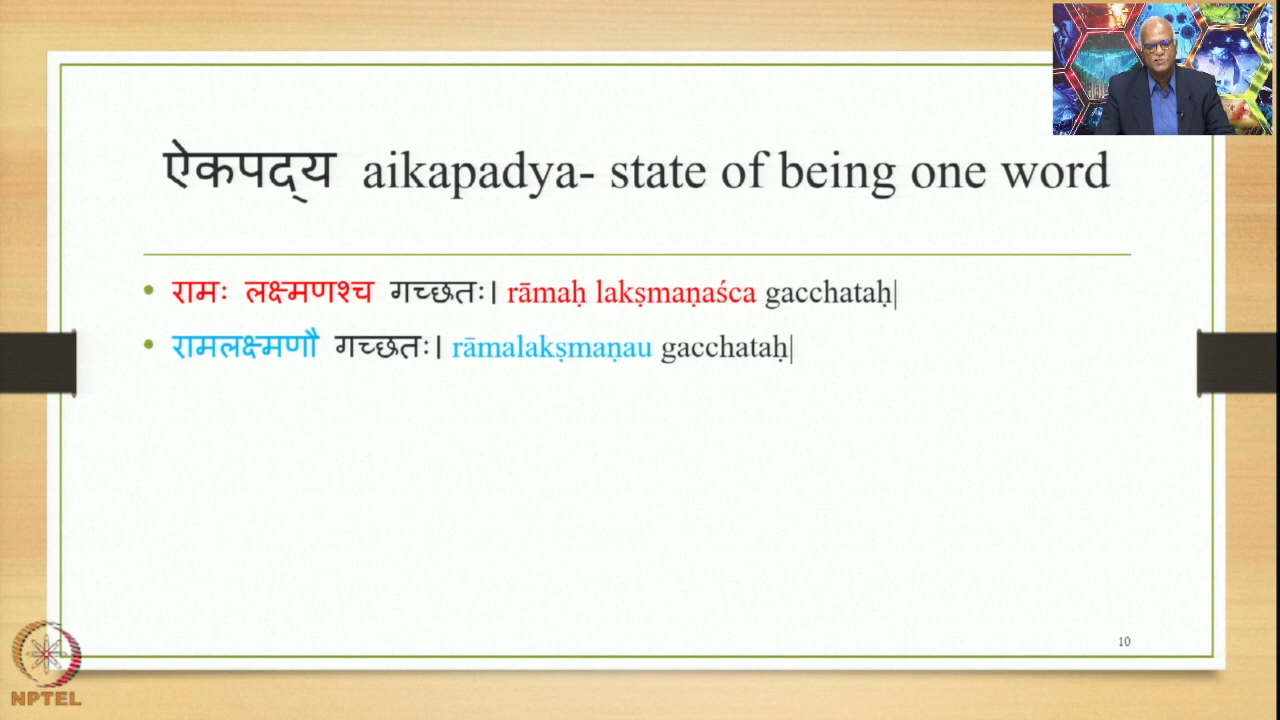 ऐकपद्य aikapadya- state of being one word
• रामः लक्ष्मणश्च गच्छतः। rāmaḥ lakṣmaṇaśca gacchataḥ|
• रामलक्ष्मणौ गच्छतः। rāmalakṣmaṇau gacchataḥ|
10
NPTEL